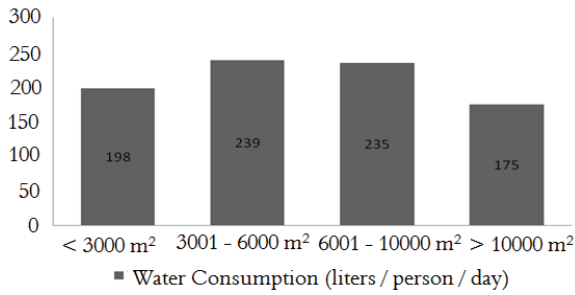 300
250
200
150
100
50
0
198
239
235
175
< 3000 m²
3001 - 6000 m²
6001 - 10000 m²
> 10000 m²
Water Consumption (liters / person / day)